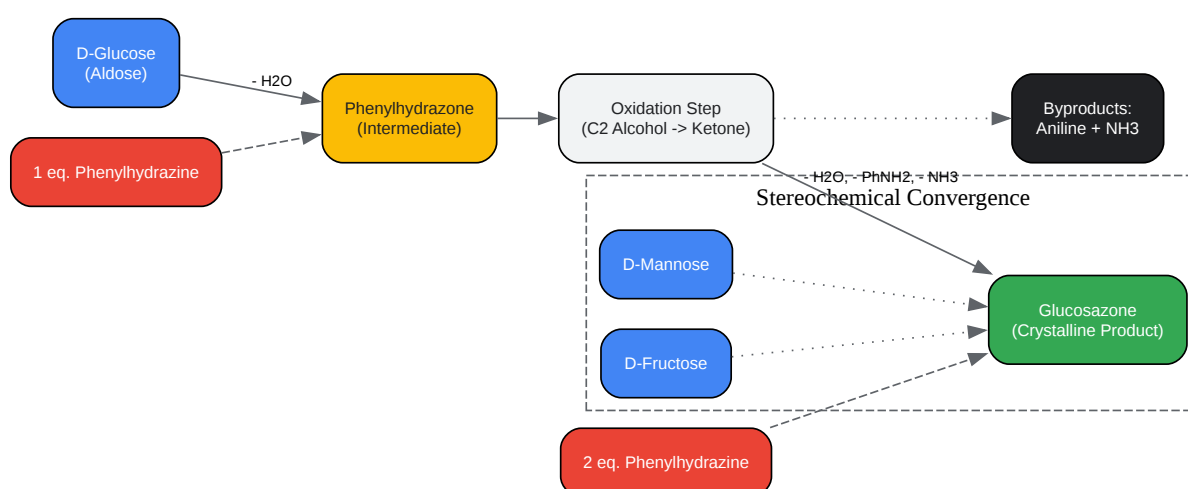 D-Glucose
(Aldose)
- H2O
1 eq. Phenylhydrazine
Phenylhydrazone
(Intermediate)
Oxidation Step
(C2 Alcohol -> Ketone)
Byproducts:
Aniline + NH3
- H2O, - PhNH2, - NH3
Stereochemical Convergence
D-Mannose
D-Fructose
Glucosazone
(Crystalline Product)
2 eq. Phenylhydrazine